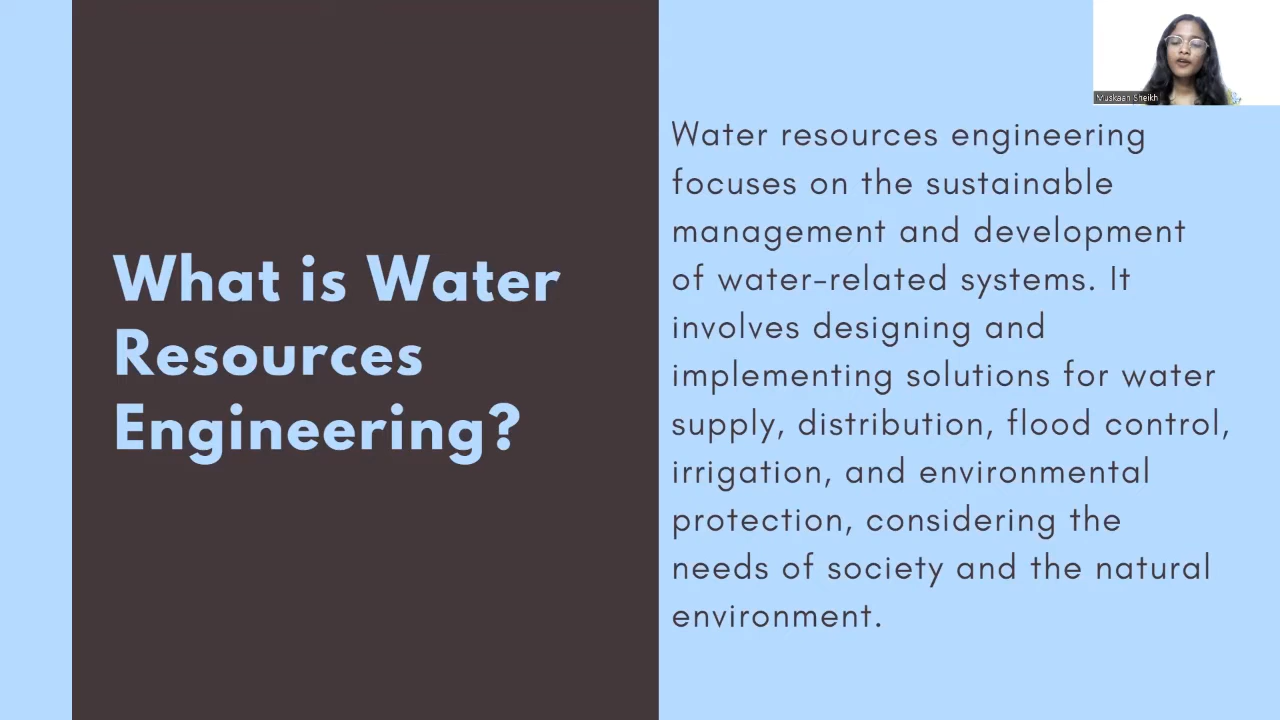 What is Water
Resources
Engineering?
Water resources engineering
focuses on the sustainable
management and development
of water-related systems. It
involves designing and
implementing solutions for water
supply, distribution, flood control,
irrigation, and environmental
protection, considering the
needs of society and the natural
environment.
Muskaan Sheikh